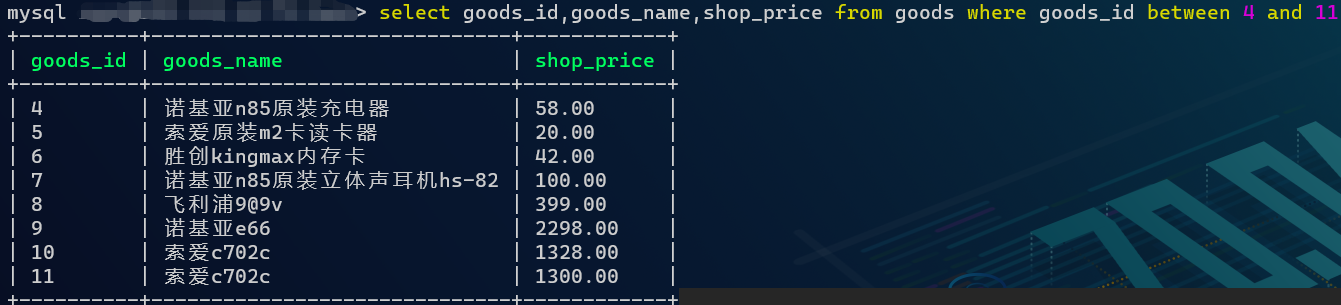 mysql > select goods_id,goods_name,shop_price from goods where goods_id between 4 and 11
+----------+------------------------------+------------+
| goods_id | goods_name | shop_price |
+----------+------------------------------+------------+
| 4 | 诺基亚n85原装充电器 | 58.00 |
| 5 | 索爱原装m2卡读卡器 | 20.00 |
| 6 | 胜创kingmax内存卡 | 42.00 |
| 7 | 诺基亚n85原装立体声耳机hs-82 | 100.00 |
| 8 | 飞利浦9@9v | 399.00 |
| 9 | 诺基亚e66 | 2298.00 |
| 10 | 索爱c702c | 1328.00 |
| 11 | 索爱c702c | 1300.00 |
+----------+------------------------------+------------+